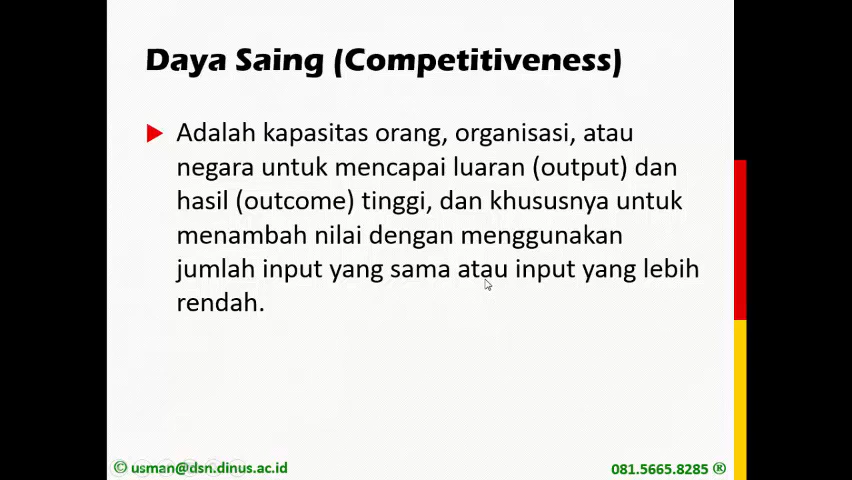 Daya Saing (Competitiveness)
Adalah kapasitas orang, organisasi, atau
negara untuk mencapai luaran (output) dan
hasil (outcome) tinggi, dan khususnya untuk
menambah nilai dengan menggunakan
jumlah input yang sama atau input yang lebih
rendah.
© usman@dsn.dinus.ac.id
081.5665.8285 ®